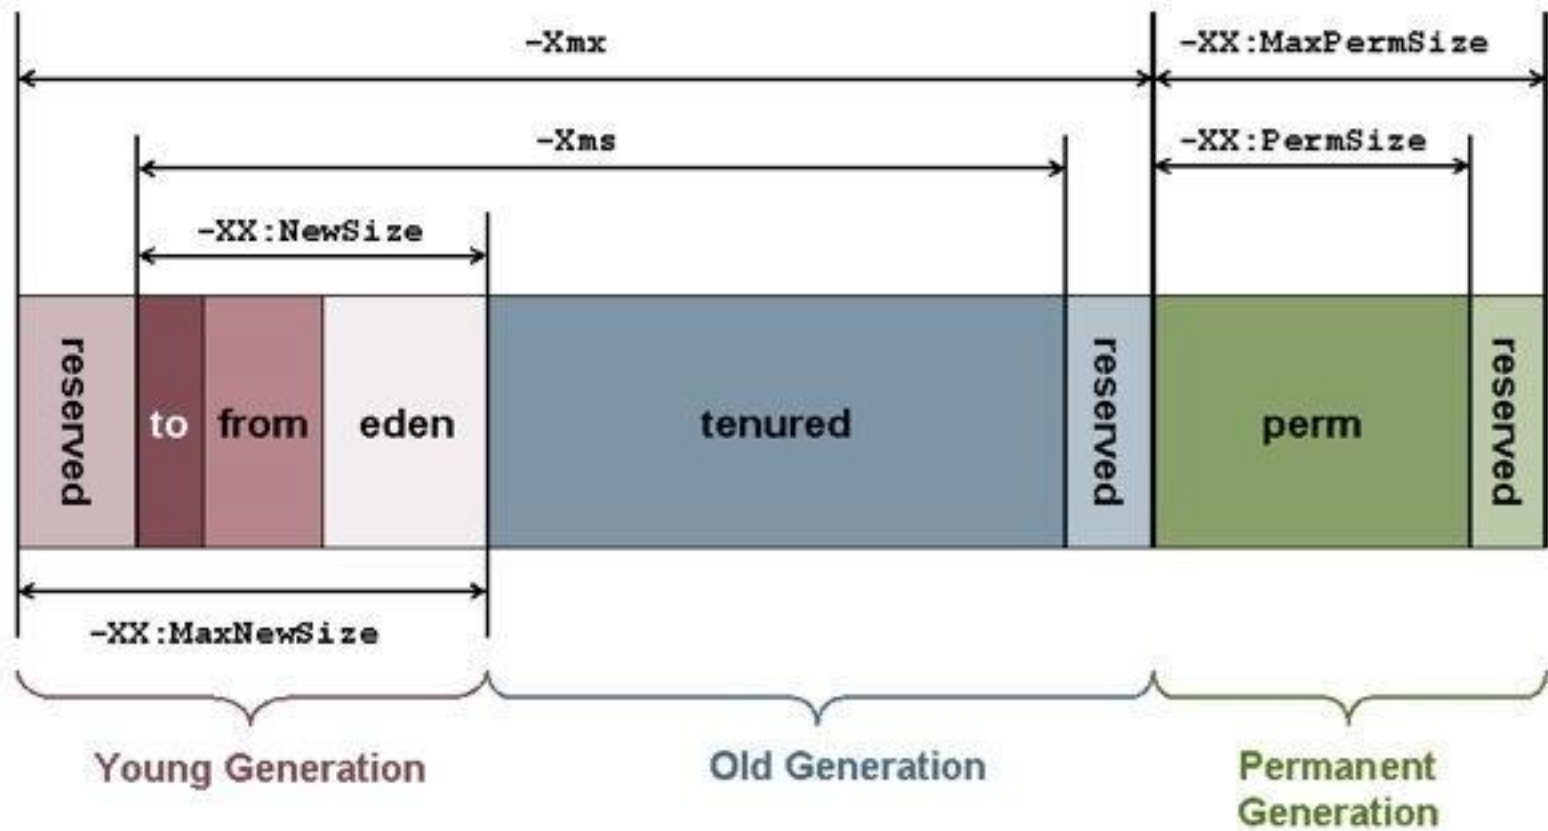 -Xmx
-XX:MaxPermSize
-Xms
-XX:PermSize
-XX:NewSize
reserved
to
from
eden
tenured
reserved
perm
reserved
-XX:MaxNewSize
Young Generation
Old Generation
Permanent
Generation